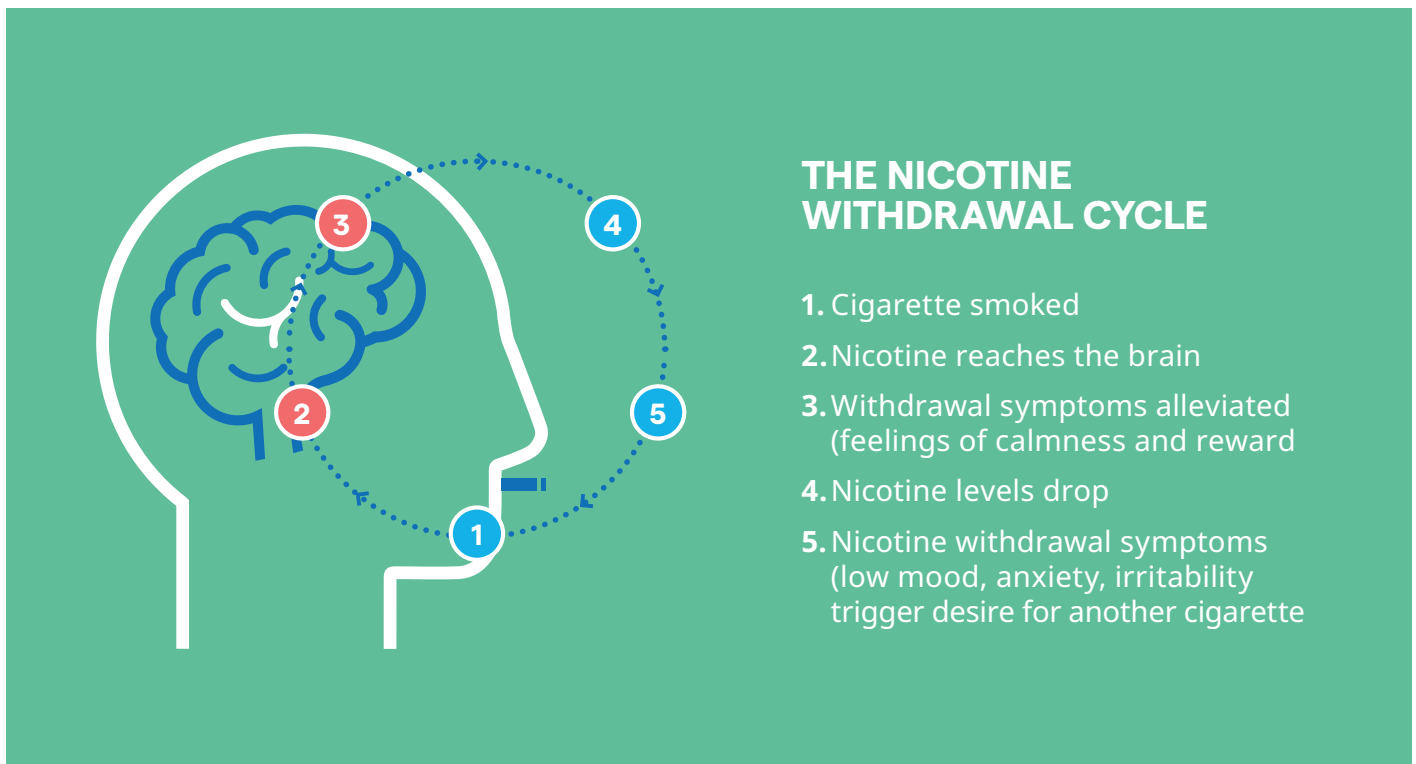 THE NICOTINE
WITHDRAWAL CYCLE
1. Cigarette smoked
2. Nicotine reaches the brain
3. Withdrawal symptoms alleviated
(feelings of calmness and reward
4. Nicotine levels drop
5. Nicotine withdrawal symptoms
(low mood, anxiety, irritability
trigger desire for another cigarette
3
4
2
5
1